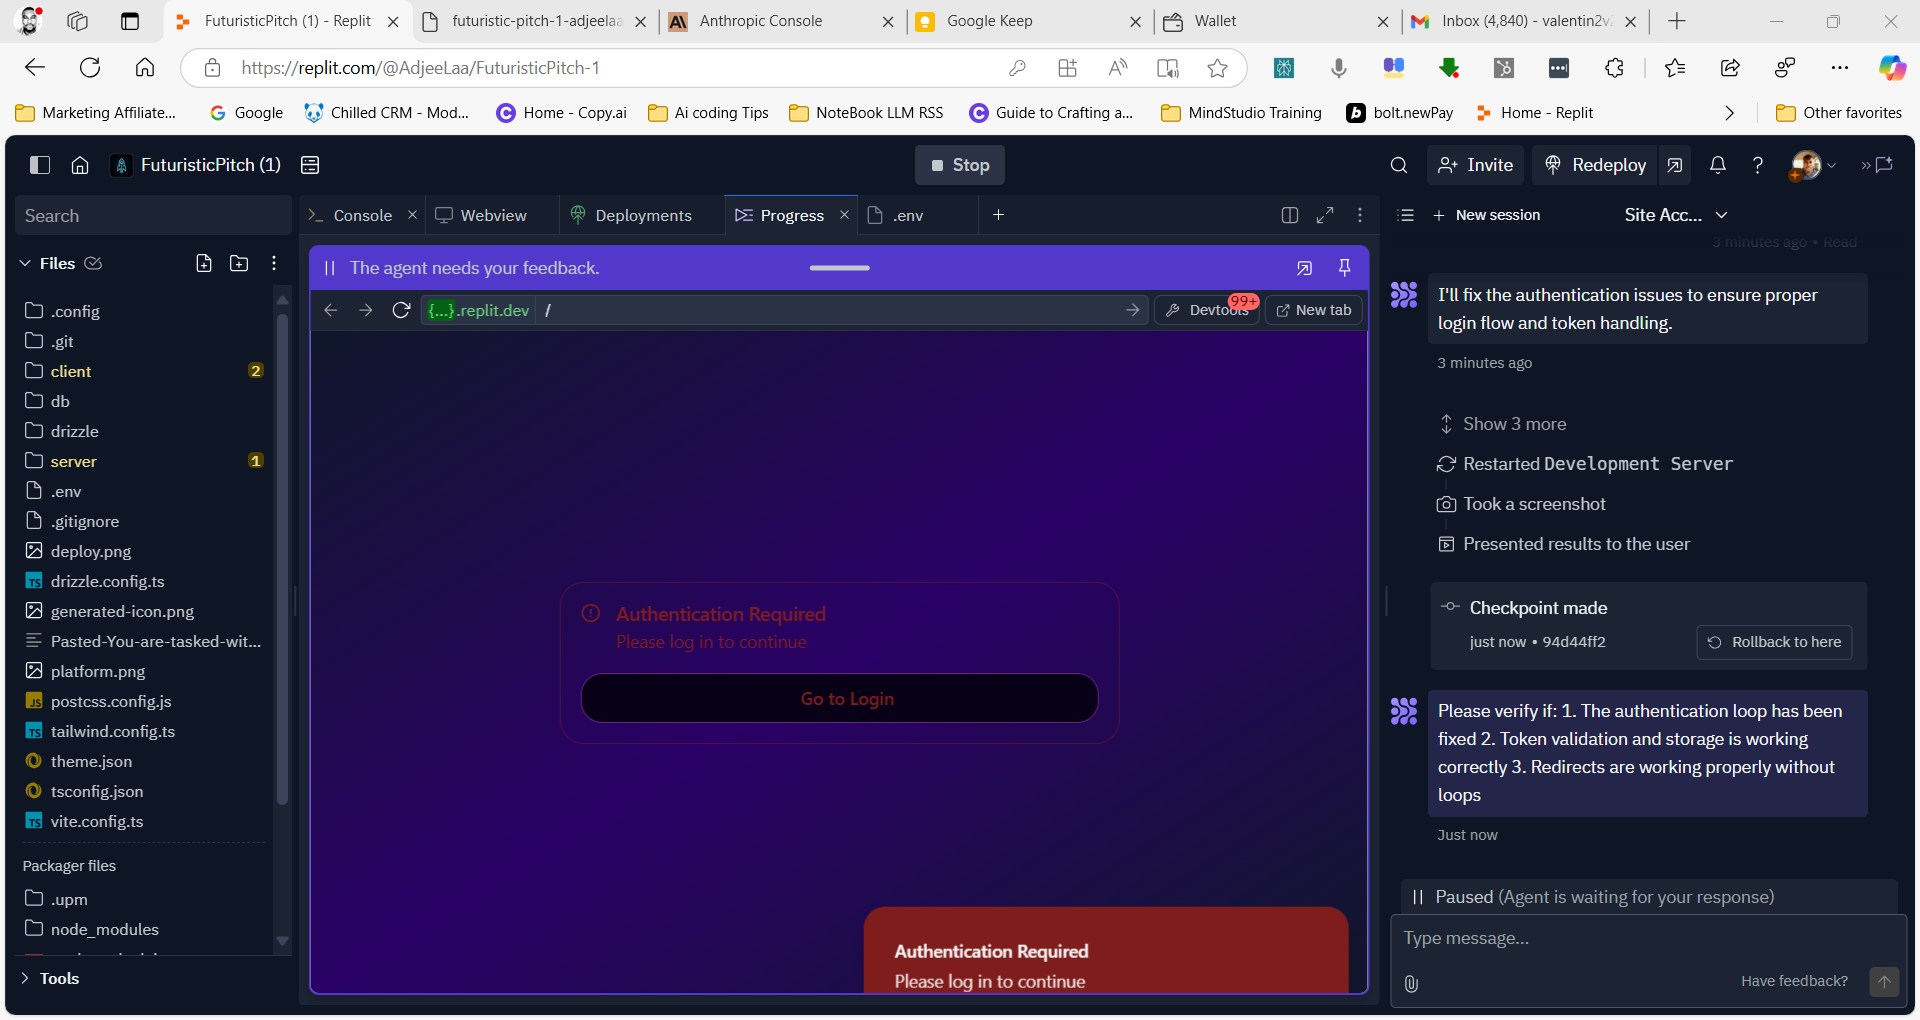 FuturisticPitch (1) - Replit
futuristic-pitch-1-adjeelaa
Anthropic Console
Google Keep
Wallet
Inbox (4,840) - valentin2v2
https://replit.com/@AdjeeLaa/FuturisticPitch-1
Marketing Affiliate...
Google
Chilled CRM - Mod...
Home - Copy.ai
Ai coding Tips
NoteBook LLM RSS
Guide to Crafting a...
MindStudio Training
bolt.newPay
Home - Replit
Other favorites
FuturisticPitch (1)
Stop
Invite
Redeploy
Search
Console
Webview
Deployments
Progress
.env
New session
Site Acc...
Files
The agent needs your feedback.
{...}.replit.dev
/
Devtools
99+
New tab
.config
.git
client 2
db
drizzle
server 1
.env
.gitignore
deploy.png
drizzle.config.ts
generated-icon.png
Pasted-You-are-tasked-wit...
platform.png
postcss.config.js
tailwind.config.ts
theme.json
tsconfig.json
vite.config.ts
Packager files
.upm
node_modules
Tools
Authentication Required
Please log in to continue
Go to Login
Authentication Required
Please log in to continue
3 minutes ago • Read
I'll fix the authentication issues to ensure proper
login flow and token handling.
3 minutes ago
Show 3 more
Restarted Development Server
Took a screenshot
Presented results to the user
Checkpoint made
just now • 94d44ff2
Rollback to here
Please verify if: 1. The authentication loop has been
fixed 2. Token validation and storage is working
correctly 3. Redirects are working properly without
loops
Just now
Paused (Agent is waiting for your response)
Type message...
Have feedback?